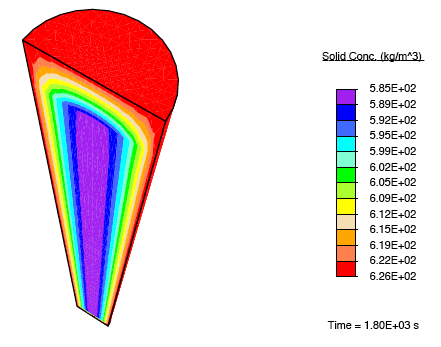 Solid Conc. (kg/m^3)
5.85E+02
5.89E+02
5.92E+02
5.95E+02
5.99E+02
6.02E+02
6.05E+02
6.09E+02
6.12E+02
6.15E+02
6.19E+02
6.22E+02
6.26E+02
Time = 1.80E+03 s